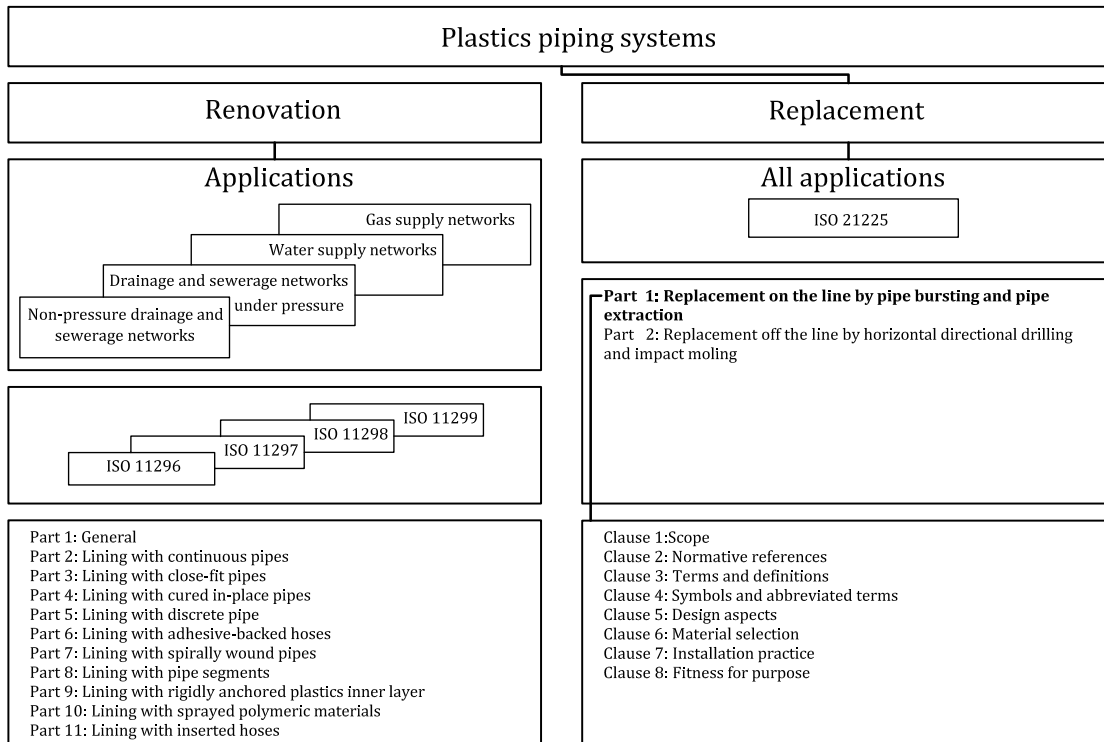 Plastics piping systems
Renovation
Replacement
Applications
Gas supply networks
Water supply networks
Drainage and sewerage networks
under pressure
Non-pressure drainage and
sewerage networks
All applications
ISO 21225
Part 1: Replacement on the line by pipe bursting and pipe
extraction
Part 2: Replacement off the line by horizontal directional drilling
and impact moling
ISO 11299
ISO 11298
ISO 11297
ISO 11296
Part 1: General
Part 2: Lining with continuous pipes
Part 3: Lining with close-fit pipes
Part 4: Lining with cured in-place pipes
Part 5: Lining with discrete pipe
Part 6: Lining with adhesive-backed hoses
Part 7: Lining with spirally wound pipes
Part 8: Lining with pipe segments
Part 9: Lining with rigidly anchored plastics inner layer
Part 10: Lining with sprayed polymeric materials
Part 11: Lining with inserted hoses
Clause 1:Scope
Clause 2: Normative references
Clause 3: Terms and definitions
Clause 4: Symbols and abbreviated terms
Clause 5: Design aspects
Clause 6: Material selection
Clause 7: Installation practice
Clause 8: Fitness for purpose